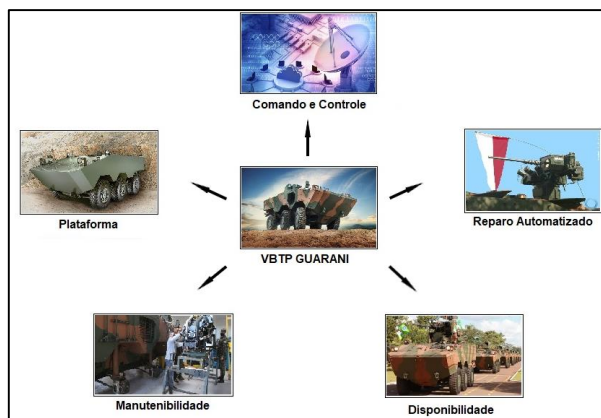 Comando e Controle
Plataforma
Reparo Automatizado
VBTP GUARANI
Manutenibilidade
Disponibilidade